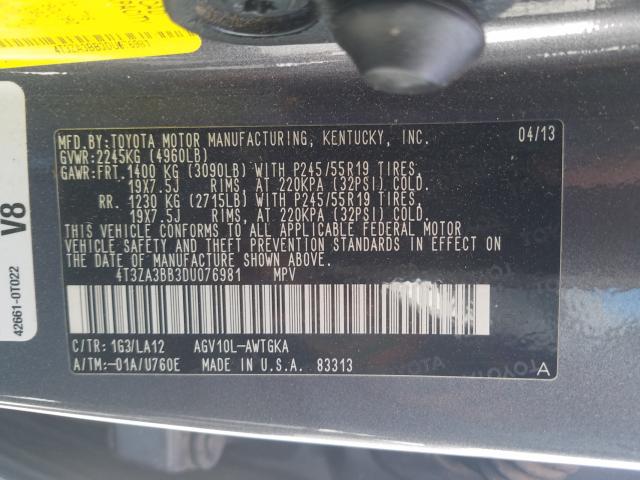 4T3ZA3BB3DU076981
V8
42661-0T022
MFD.BY:TOYOTA MOTOR MANUFACTURING, KENTUCKY, INC. 04/13
GVWR:2245KG (4960LB)
GAWR:FRT.1400 KG (3090LB) WITH P245/55R19 TIRES,
19X7.5J RIMS, AT 220KPA (32PSI) COLD.
RR. 1230 KG (2715LB) WITH P245/55R19 TIRES,
19X7.5J RIMS, AT 220KPA (32PSI) COLD.
THIS VEHICLE CONFORMS TO ALL APPLICABLE FEDERAL MOTOR
VEHICLE SAFETY AND THEFT PREVENTION STANDARDS IN EFFECT ON
THE DATE OF MANUFACTURE SHOWN ABOVE.
4T3ZA3BB3DU076981 MPV
C/TR: 1G3/LA12 AGV10L-AWTGKA
A/TM:-01A/U760E MADE IN U.S.A. 83313
A